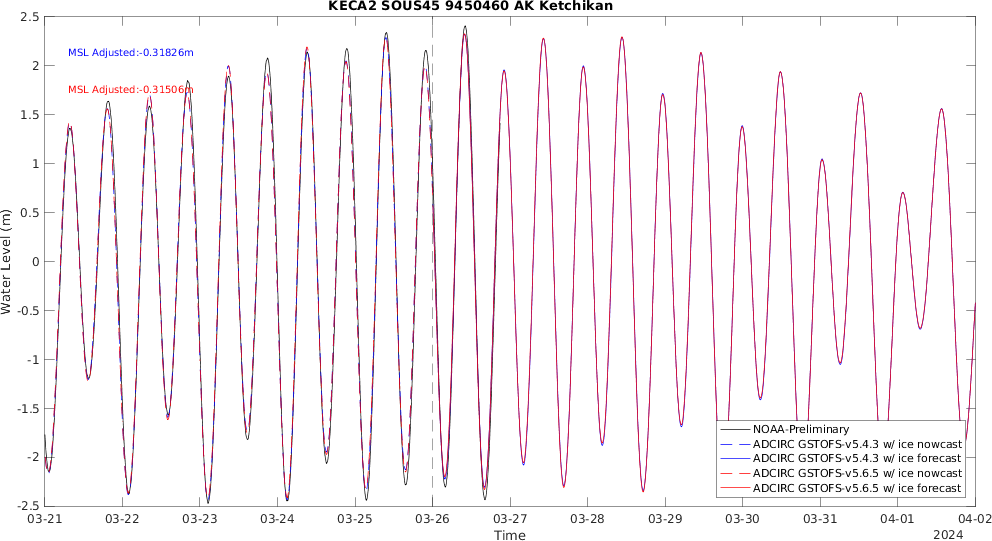 KECA2 SOUS45 9450460 AK Ketchikan
MSL Adjusted:-0.31826m
MSL Adjusted:-0.31506m
Water Level (m)
2.5
2
1.5
1
0.5
0
-0.5
-1
-1.5
-2
-2.5
NOAA-Preliminary
ADCIRC GSTOFS-v5.4.3 w/ ice nowcast
ADCIRC GSTOFS-v5.4.3 w/ ice forecast
ADCIRC GSTOFS-v5.6.5 w/ ice nowcast
ADCIRC GSTOFS-v5.6.5 w/ ice forecast
03-21 03-22 03-23 03-24 03-25 03-26 03-27 03-28 03-29 03-30 03-31 04-01 04-02
Time
2024